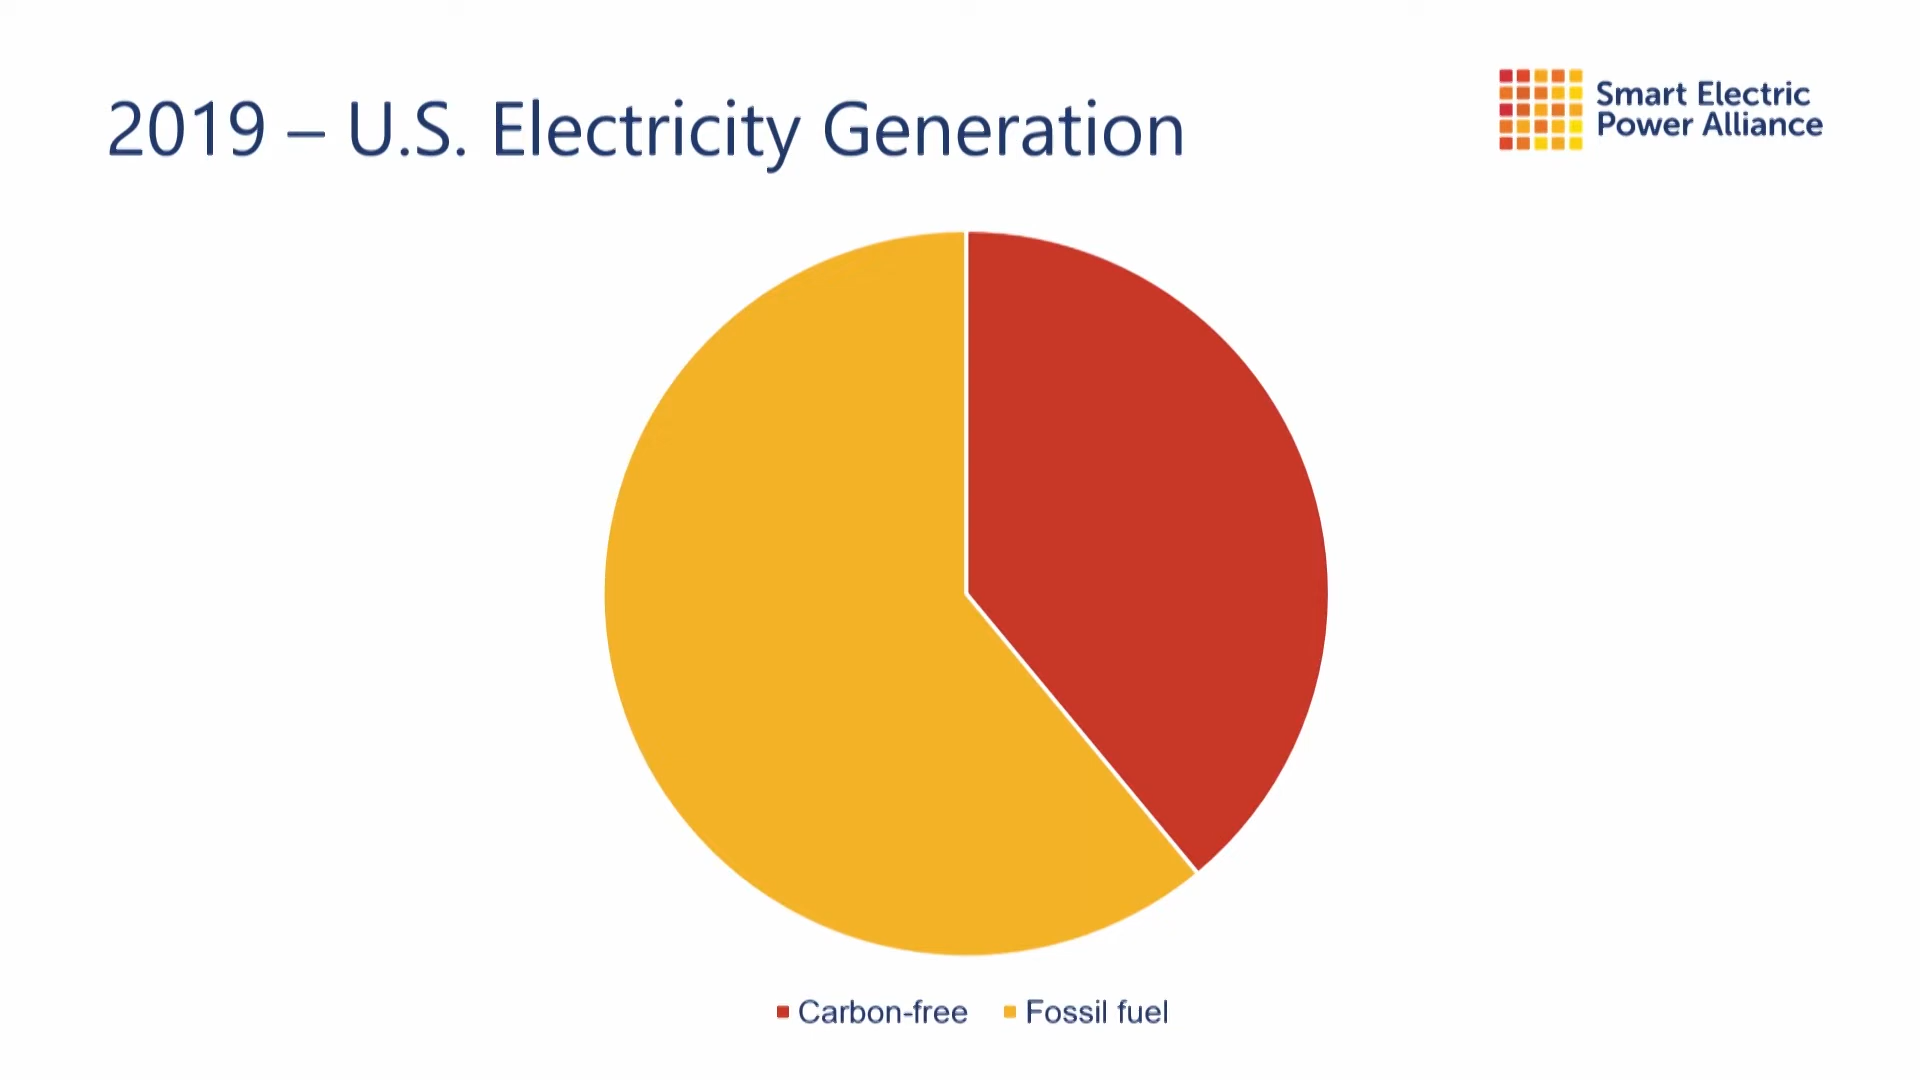 2019 – U.S. Electricity Generation
Smart Electric
Power Alliance
Carbon-free
Fossil fuel